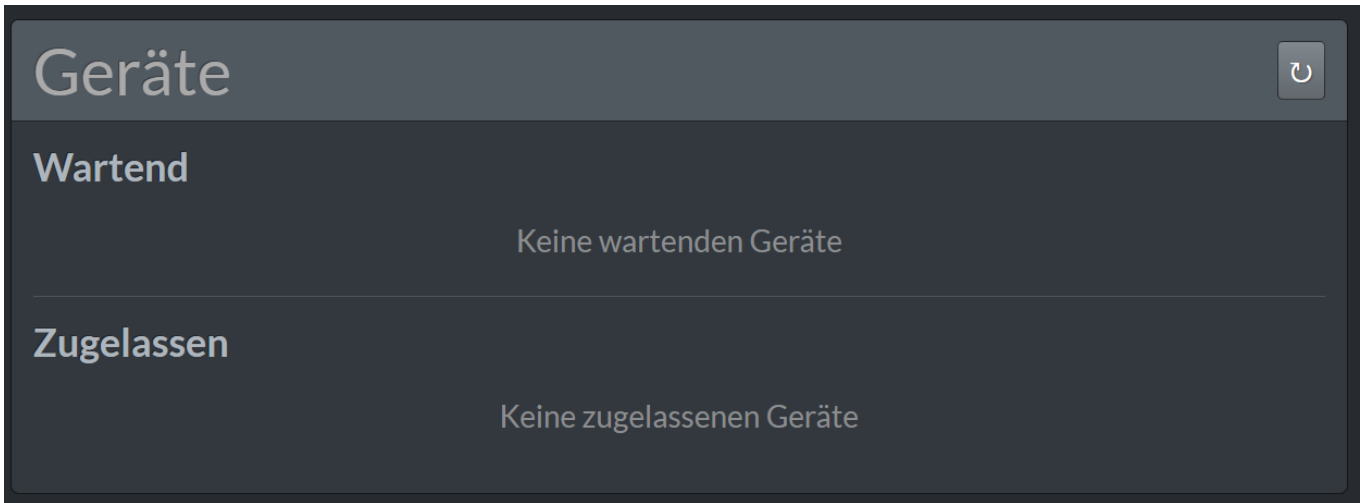 Geräte
Wartend
Keine wartenden Geräte
Zugelassen
Keine zugelassenen Geräte